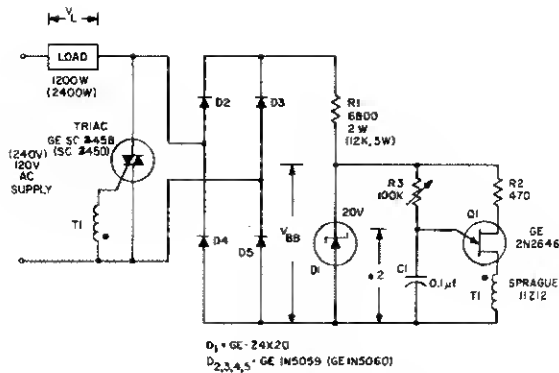 VL
LOAD
1200W
(2400W)
TRIAC
GE SC 245B
(SC 245D)
(240V)
120V
AC
SUPPLY
T1
D2
D3
D4
D5
R1
6800
2 W
(12K, 5W)
VBB
20V
D1
R3
100K
R2
470
Q1
GE
2N2646
C1
0.1µf
T1
SPRAGUE
11Z12
D1 = GE-Z4X20
D2,3,4,5 = GE 1N5059 (GE 1N5060)